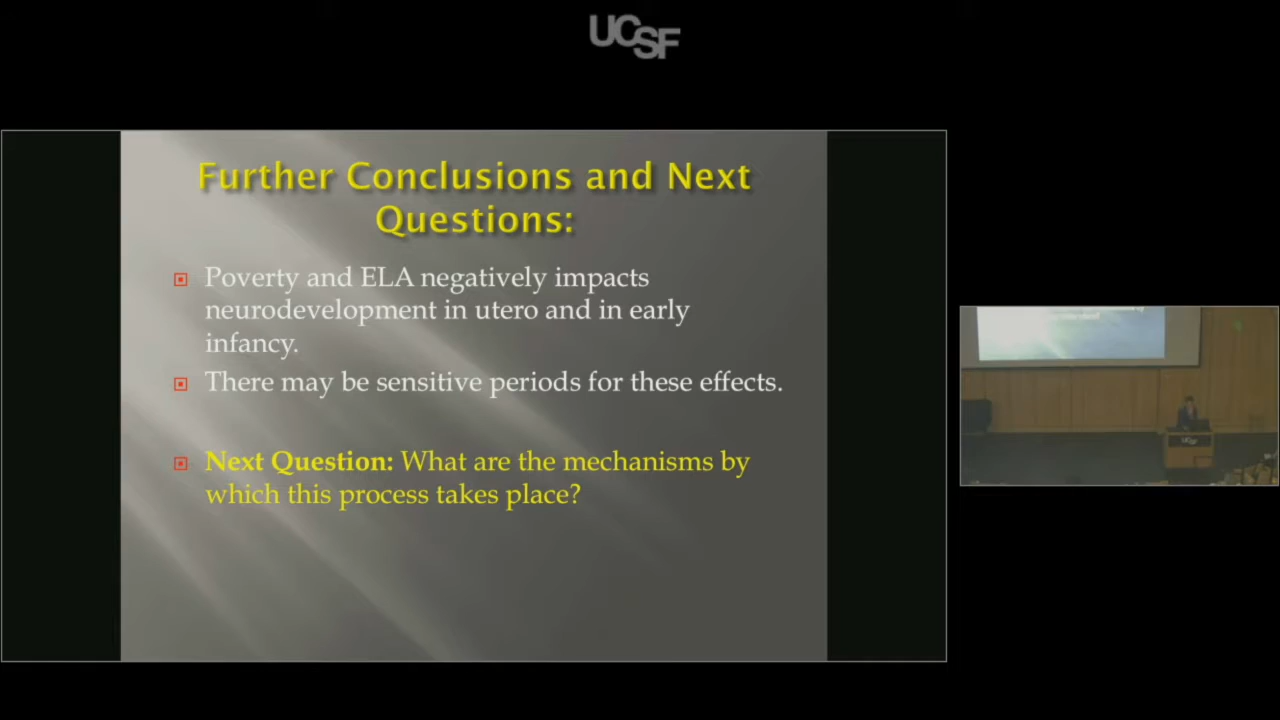 UCSF
Further Conclusions and Next
Questions:
Poverty and ELA negatively impacts
neurodevelopment in utero and in early
infancy.
There may be sensitive periods for these effects.
Next Question: What are the mechanisms by
which this process takes place?
UCSF